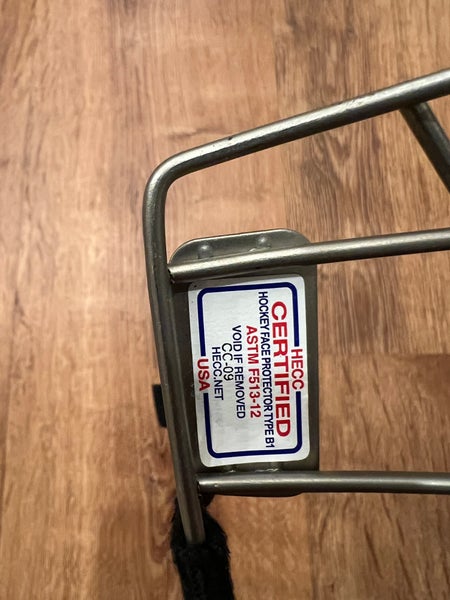 HECC
CERTIFIED
HOCKEY FACE PROTECTOR TYPE B1
ASTM F513-12
VOID IF REMOVED
CC-09
HECC.NET
USA